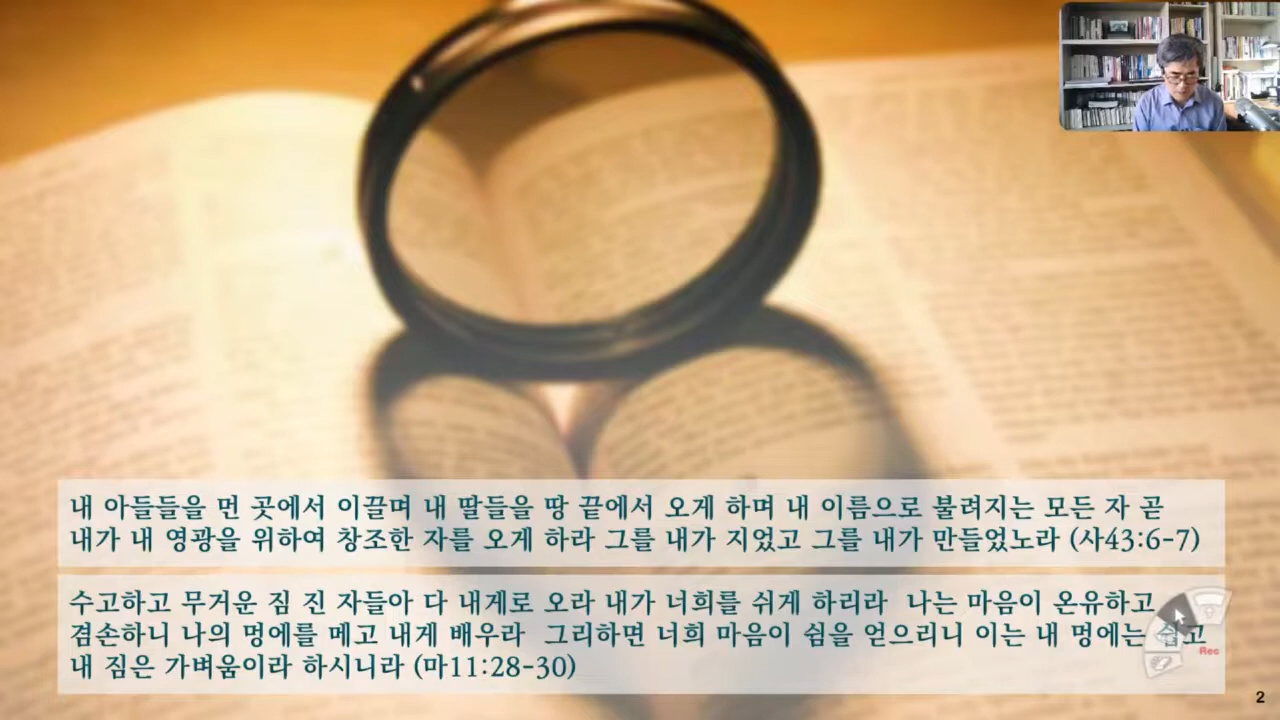 내 아들들을 먼 곳에서 이끌며 내 딸들을 땅 끝에서 오게 하며 내 이름으로 불려지는 모든 자 곧
내가 내 영광을 위하여 창조한 자를 오게 하라 그를 내가 지었고 그를 내가 만들었노라 (사43:6-7)
수고하고 무거운 짐 진 자들아 다 내게로 오라 내가 너희를 쉬게 하리라 나는 마음이 온유하고
겸손하니 나의 멍에를 메고 내게 배우라 그리하면 너희 마음이 쉼을 얻으리니 이는 내 멍에는 쉽고
내 짐은 가벼움이라 하시니라 (마11:28-30)
Rec
2